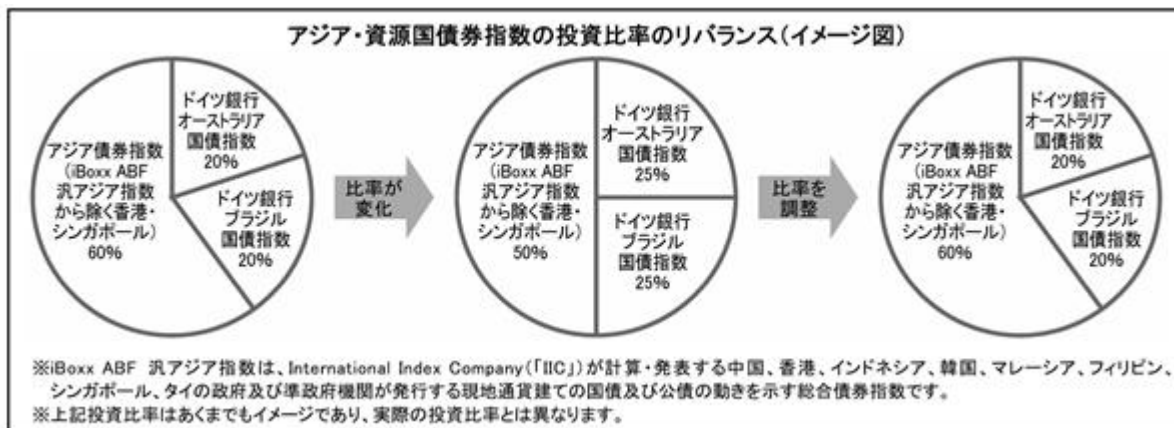 アジア・資源国債券指数の投資比率のリバランス(イメージ図)
ドイツ銀行
オーストラリア
国債指数
20%
アジア債券指数
(iBoxx ABF
汎アジア指数
から除く香港・
シンガポール)
60%
ドイツ銀行
ブラジル
国債指数
20%
比率が
変化
ドイツ銀行
オーストラリア
国債指数
25%
アジア債券指数
(iBoxx ABF
汎アジア指数
から除く香港・
シンガポール)
50%
ドイツ銀行
ブラジル
国債指数
25%
比率を
調整
ドイツ銀行
オーストラリア
国債指数
20%
アジア債券指数
(iBoxx ABF
汎アジア指数
から除く香港・
シンガポール)
60%
ドイツ銀行
ブラジル
国債指数
20%
※iBoxx ABF 汎アジア指数は、International Index Company(「IIC」)が計算・発表する中国、香港、インドネシア、韓国、マレーシア、フィリピン、
シンガポール、タイの政府及び準政府機関が発行する現地通貨建ての国債及び公債の動きを示す総合債券指数です。
※上記投資比率はあくまでもイメージであり、実際の投資比率とは異なります。